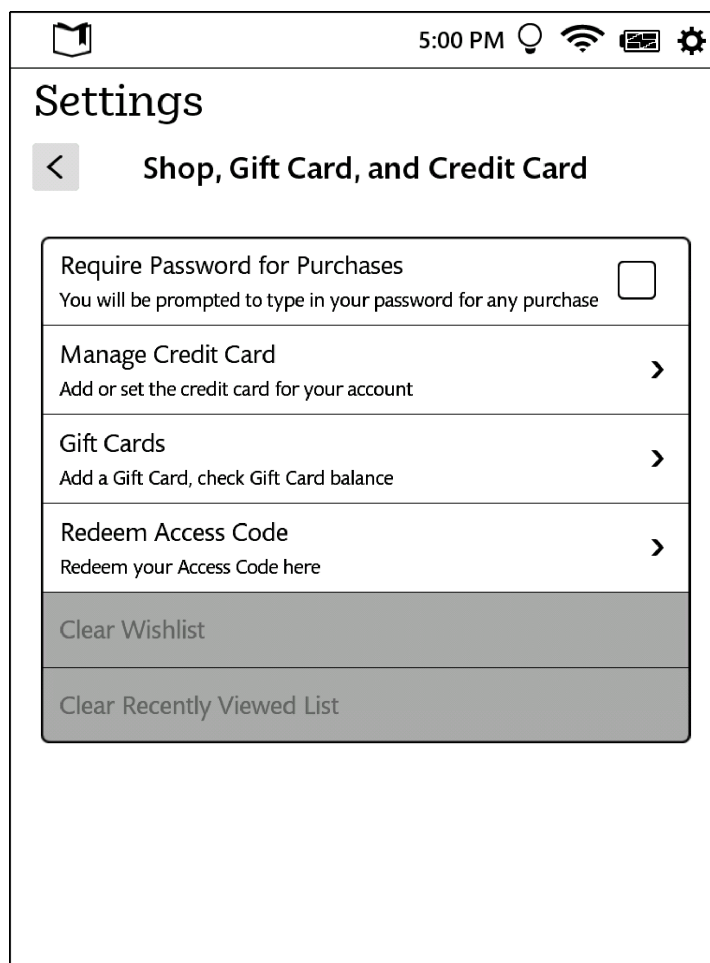 5:00 PM
Settings
Shop, Gift Card, and Credit Card
Require Password for Purchases
You will be prompted to type in your password for any purchase
Manage Credit Card
Add or set the credit card for your account
Gift Cards
Add a Gift Card, check Gift Card balance
Redeem Access Code
Redeem your Access Code here
Clear Wishlist
Clear Recently Viewed List